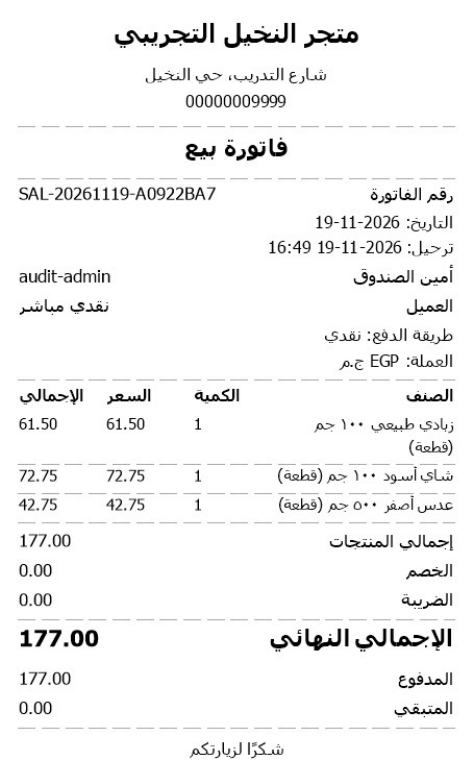 متجر النخيل التجريبي
شارع التدريب، حي النخيل
00000009999
فاتورة بيع
رقم الفاتورة SAL-20261119-A0922BA7
التاريخ: 2026-11-19
ترحيل: 2026-11-19 16:49
أمين الصندوق audit-admin
العميل نقدي مباشر
طريقة الدفع: نقدي
العملة: EGP ج.م
الصنف الكمية السعر الإجمالي
زبادي طبيعي ١٠٠ جم 1 61.50 61.50
(قطعة)
شاي أسود ١٠٠ جم (قطعة) 1 72.75 72.75
عدس أصفر ٥٠٠ جم (قطعة) 1 42.75 42.75
إجمالي المنتجات 177.00
الخصم 0.00
الضريبة 0.00
الإجمالي النهائي 177.00
المدفوع 177.00
المتبقي 0.00
شكرًا لزيارتكم